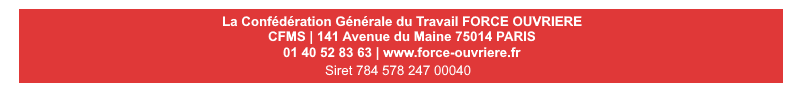 La Confédération Générale du Travail FORCE OUVRIERE
CFMS | 141 Avenue du Maine 75014 PARIS
01 40 52 83 63 | www.force-ouvriere.fr
Siret 784 578 247 00040